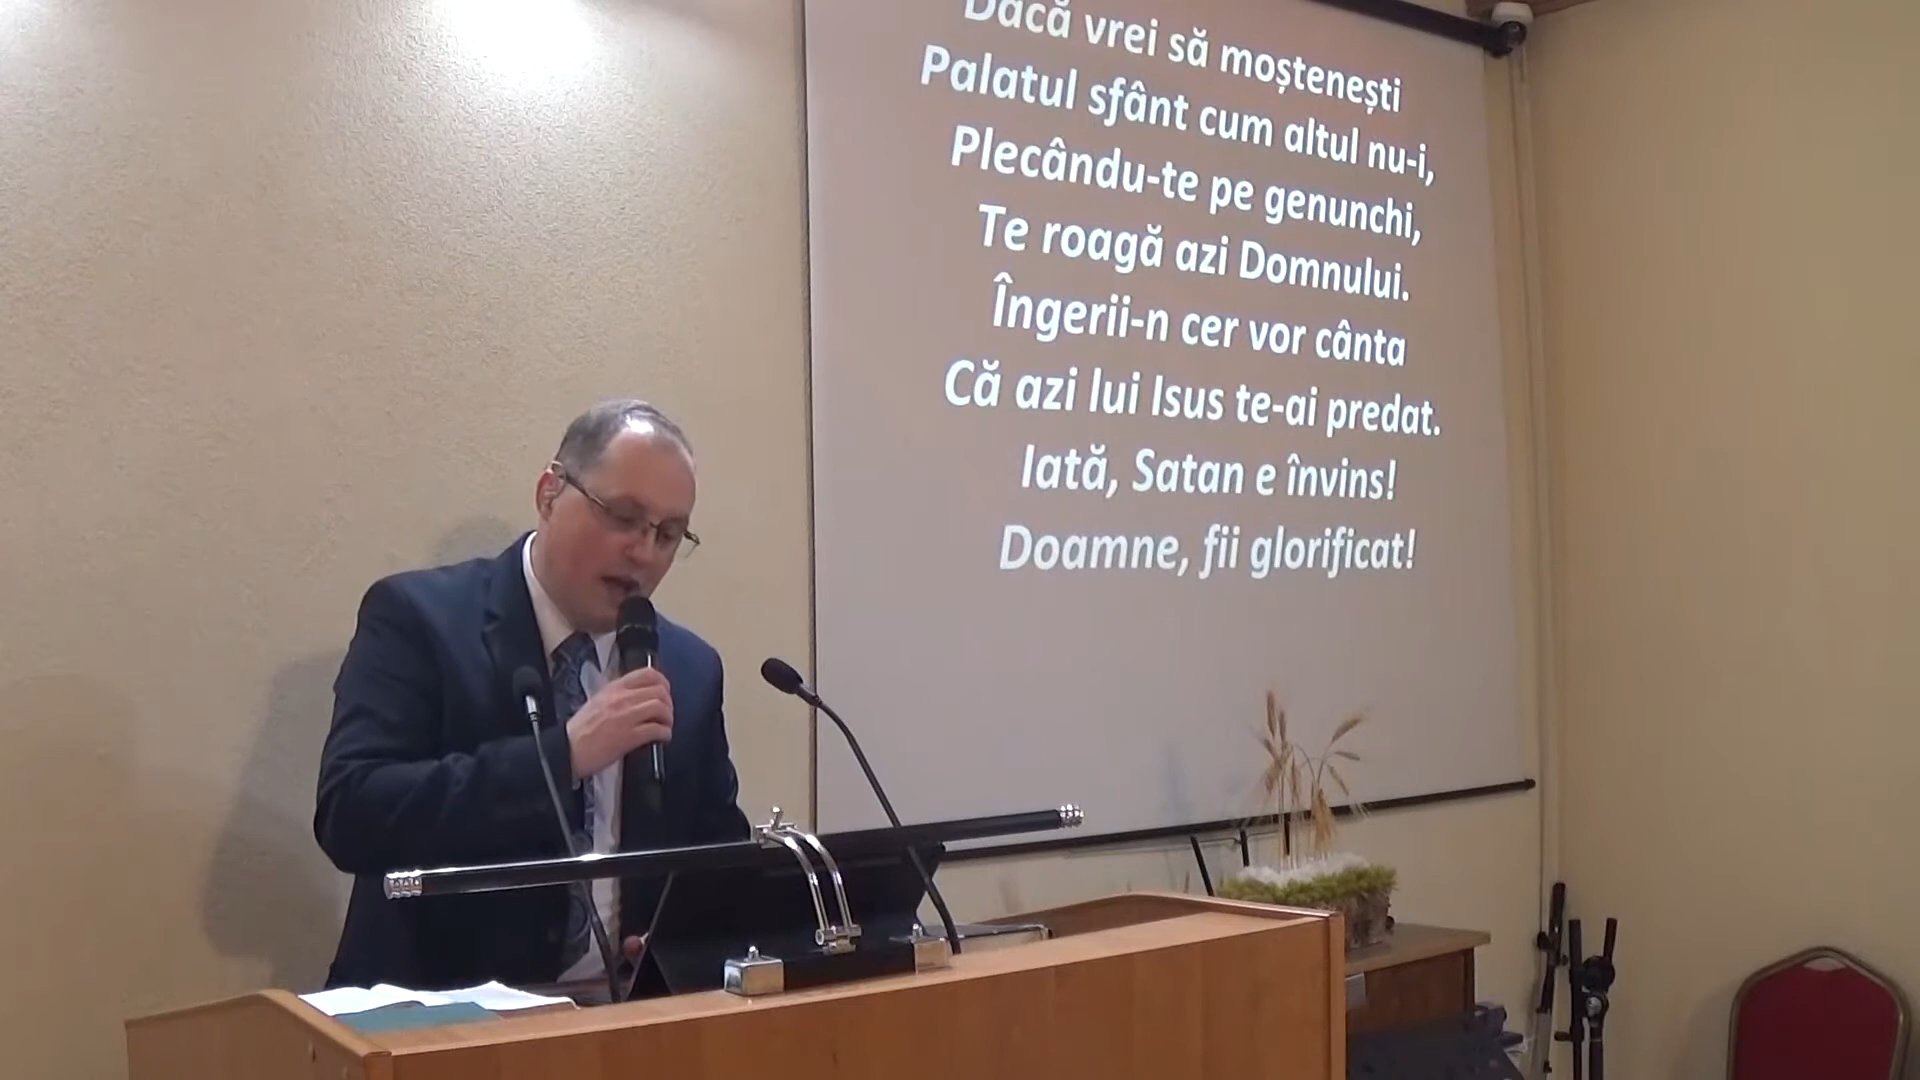 Dacă vrei să moștenești
Palatul sfânt cum altul nu-i,
Plecându-te pe genunchi,
Te roagă azi Domnului.
Îngerii-n cer vor cânta
Că azi lui Isus te-ai predat.
Iată, Satan e învins!
Doamne, fii glorificat!